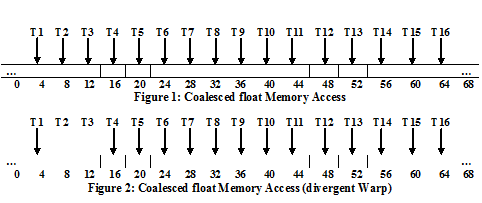 T1 T2 T3 T4 T5 T6 T7 T8 T9 T10 T11 T12 T13 T14 T15 T16
... ...
0 4 8 12 16 20 24 28 32 36 40 44 48 52 56 60 64 68
Figure 1: Coalesced float Memory Access
T1 T2 T3 T4 T5 T6 T7 T8 T9 T10 T11 T12 T13 T14 T15 T16
... ...
0 4 8 12 16 20 24 28 32 36 40 44 48 52 56 60 64 68
Figure 2: Coalesced float Memory Access (divergent Warp)